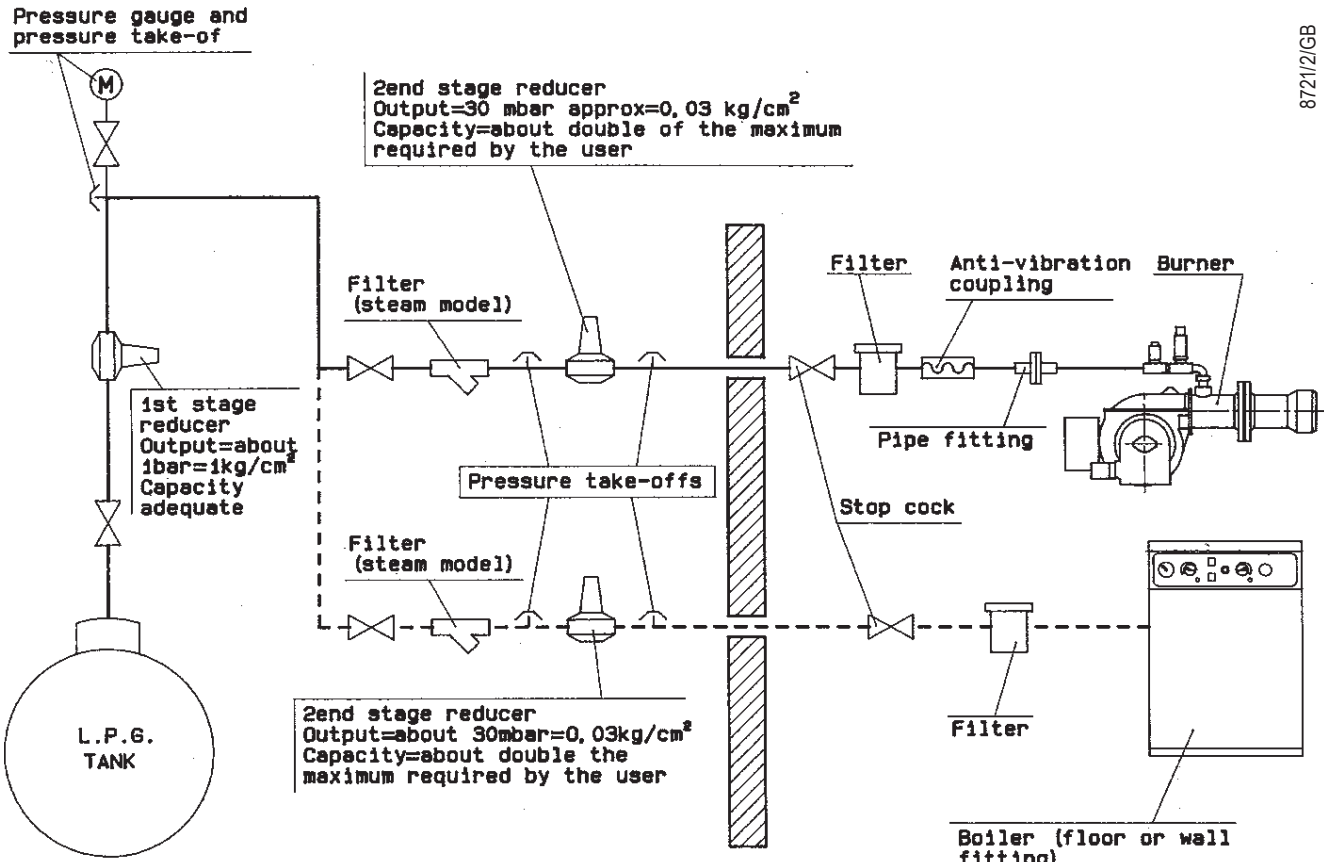 Pressure gauge and
pressure take-of
M
8721/2/GB
2end stage reducer
Output=30 mbar approx=0,03 kg/cm²
Capacity=about double of the maximum
required by the user
Filter
(steam model)
Filter
Anti-vibration
coupling
Burner
1st stage
reducer
Output=about
1bar=1kg/cm²
Capacity
adequate
Pipe fitting
Pressure take-offs
Stop cock
Filter
(steam model)
L.P.G.
TANK
2end stage reducer
Output=about 30mbar=0,03kg/cm²
Capacity=about double the
maximum required by the user
Filter
Boiler (floor or wall
fitting)